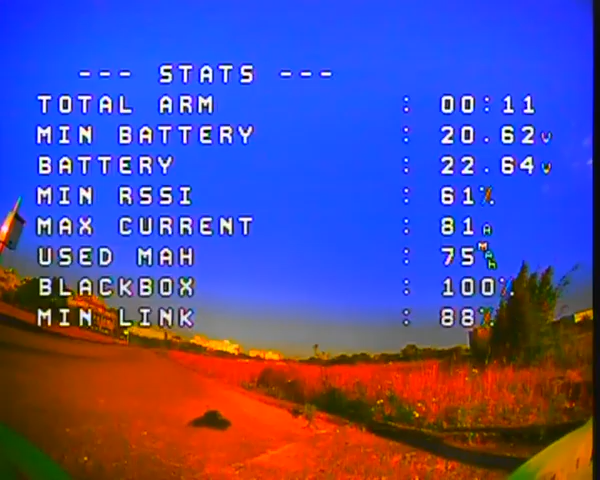 --- STATS ---
TOTAL ARM : 00:11
MIN BATTERY : 20.62V
BATTERY : 22.64V
MIN RSSI : 61%
MAX CURRENT : 81A
USED MAH : 75MAH
BLACKBOX : 100%
MIN LINK : 88%